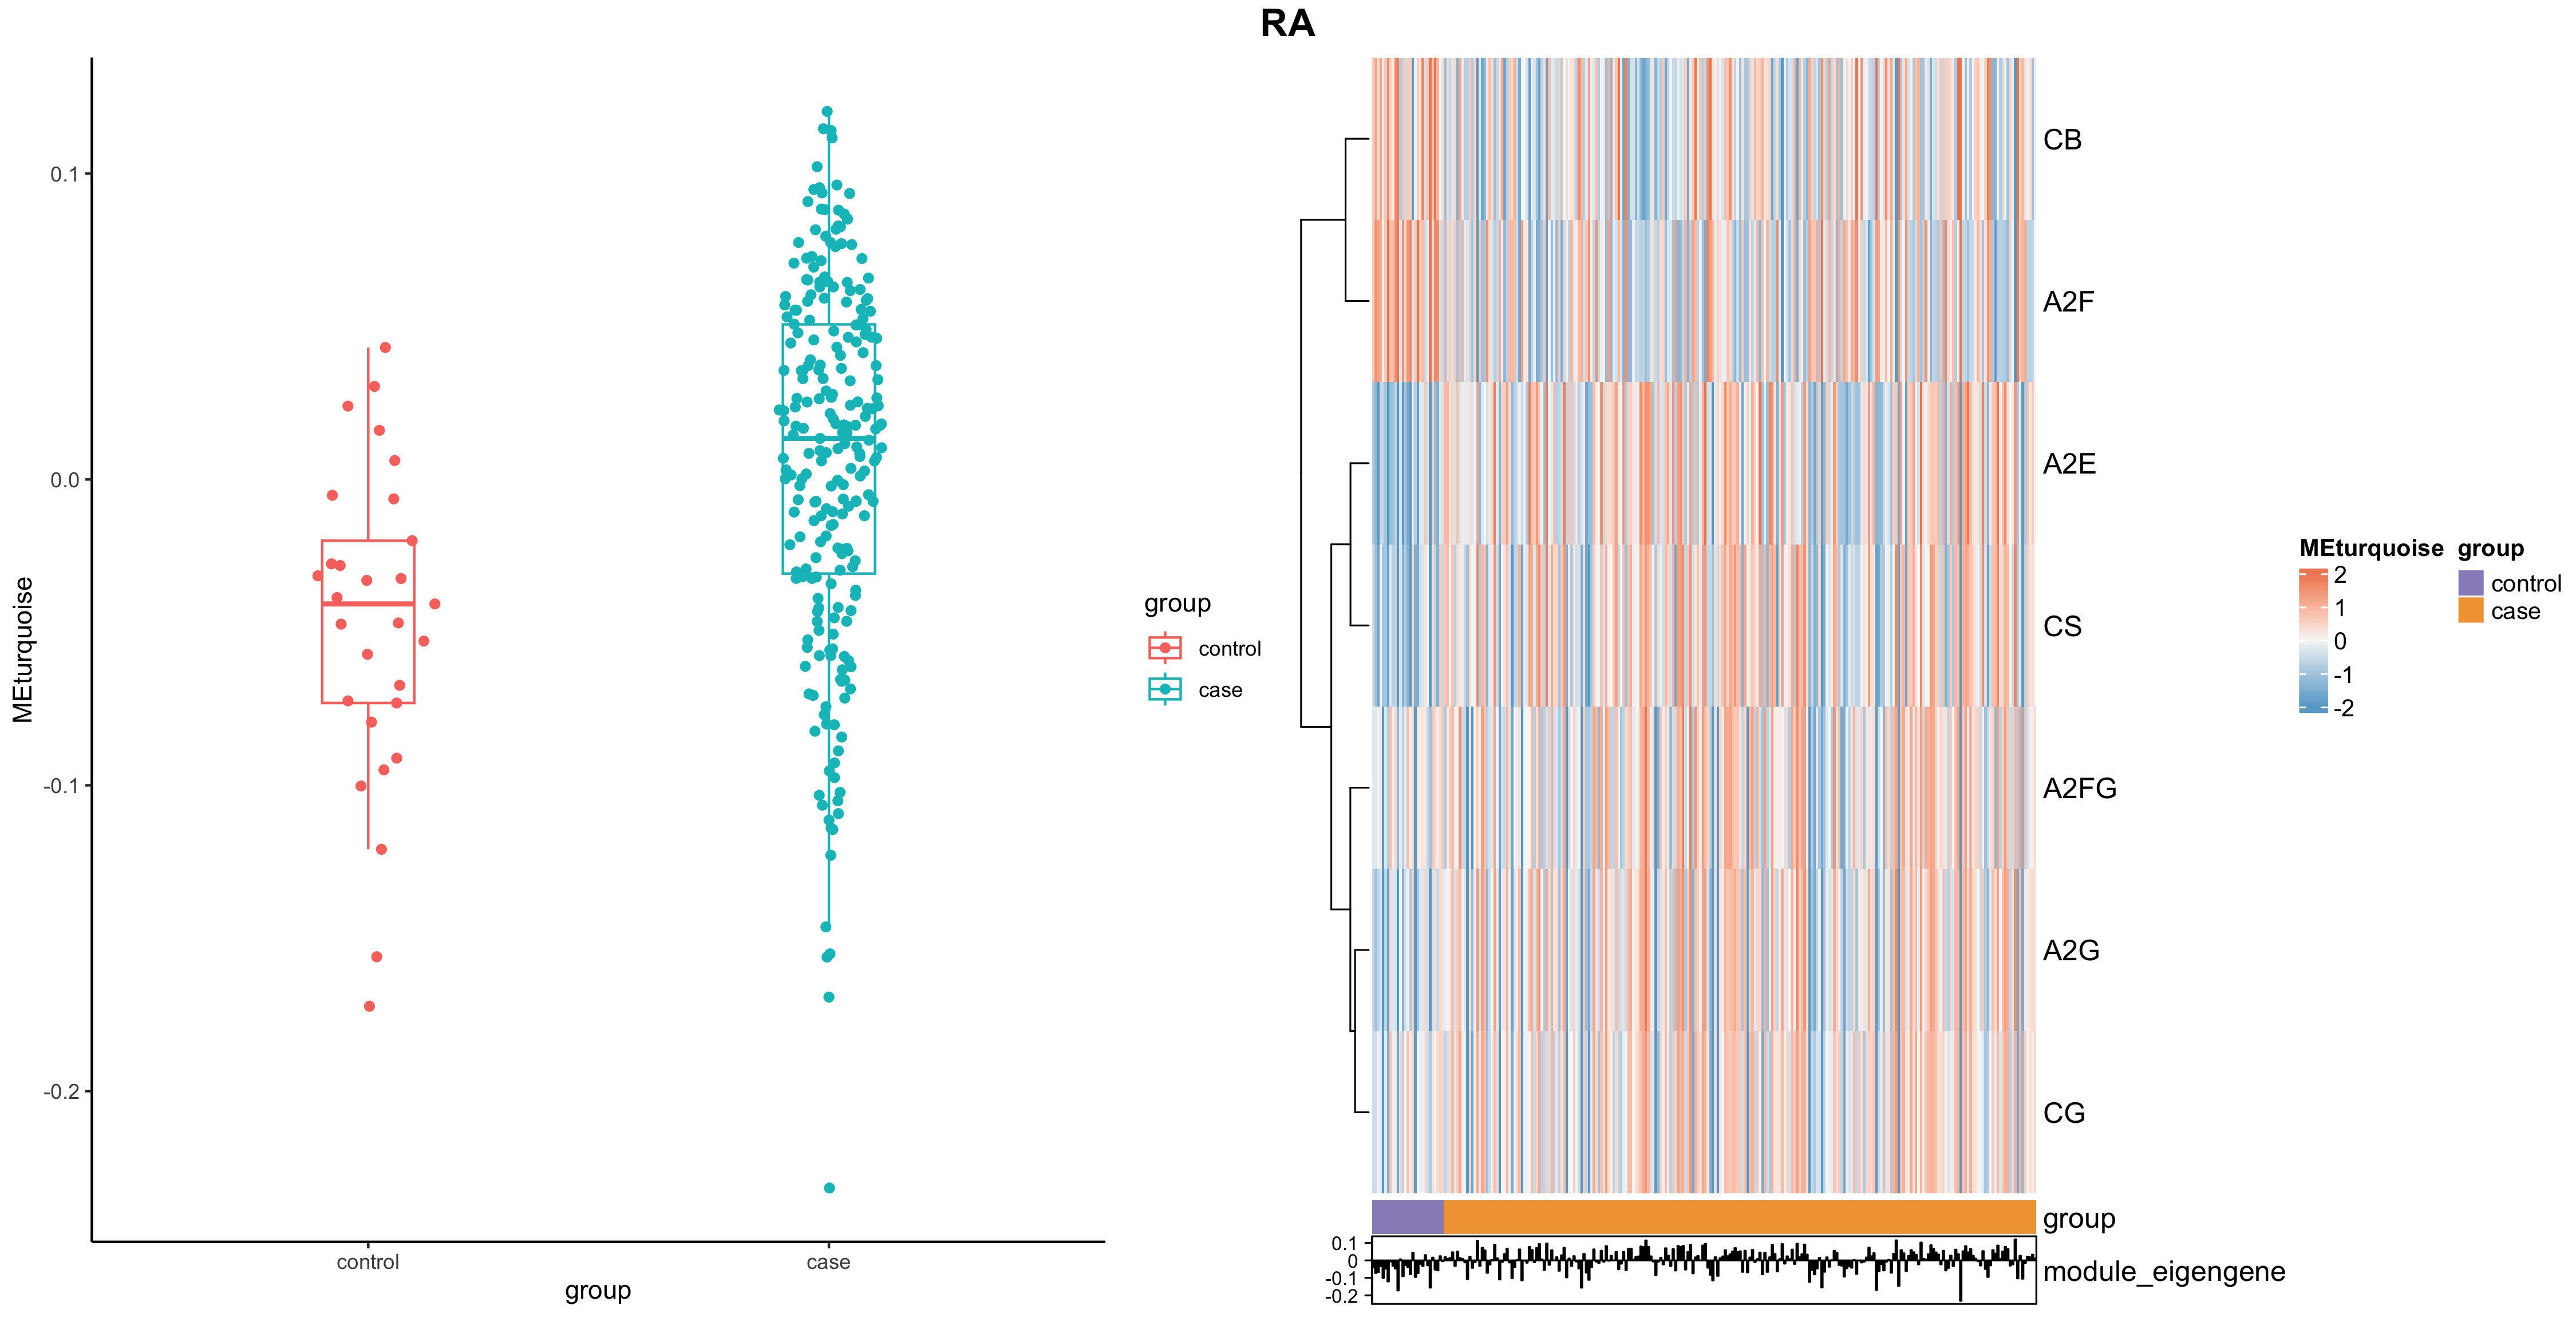 RA
MEturquoise
0.1
0.0
-0.1
-0.2
control
case
group
group
control
case
CB
A2F
A2E
CS
A2FG
A2G
CG
group
0.1
0
-0.1
-0.2
module_eigengene
MEturquoise
2
1
0
-1
-2
group
control
case